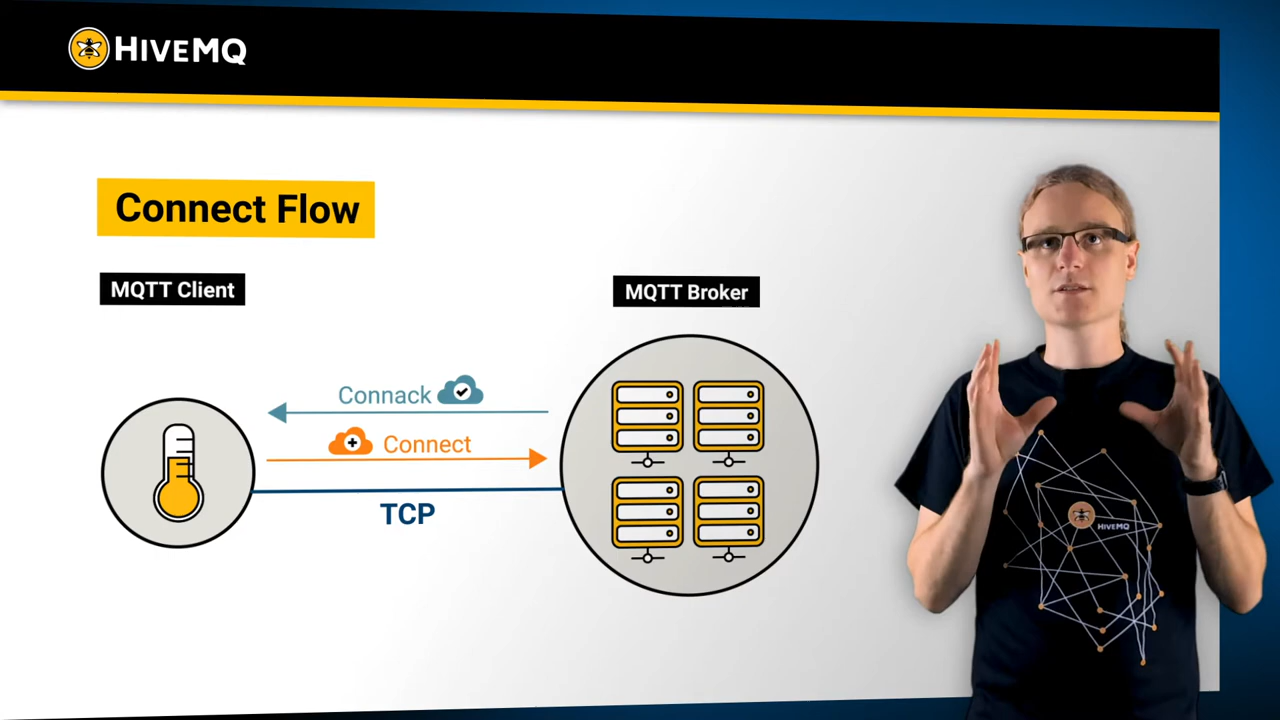 HIVEMQ
Connect Flow
MQTT Client
MQTT Broker
Connack
Connect
TCP
HIVEMQ